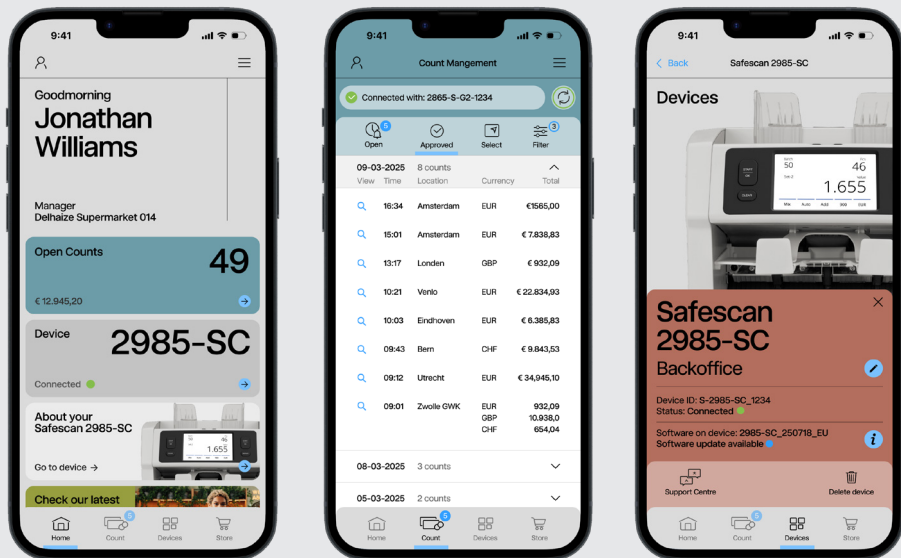 9:41
Goodmorning
Jonathan
Williams
Manager
Delhaize Supermarket 014
Open Counts
49
€ 12.945,20
Device
2985-SC
Connected
About your
Safescan 2985-SC
46
1.655
Go to device →
Check our latest
Home
5
Count
Devices
Store
9:41
Count Mangement
Connected with: 2865-S-G2-1234
5
3
Open Approved Select Filter
09-03-2025 8 counts
View Time Location Currency Total
16:34 Amsterdam EUR €1565,00
15:01 Amsterdam EUR € 7.838,83
13:17 Londen GBP € 932,09
10:21 Venlo EUR € 22.834,93
10:03 Eindhoven EUR € 6.385,83
09:43 Bern CHF € 9.843,53
09:12 Utrecht EUR € 34,945,10
09:01 Zwolle GWK EUR 932,09
GBP 10.938,0
CHF 654,04
08-03-2025 3 counts
05-03-2025 2 counts
Home
5
Count
Devices
Store
9:41
Back
Safescan 2985-SC
Devices
START
CLEAR
50
46
1.655
Safescan
2985-SC
Backoffice
Device ID: S-2985-SC_1234
Status: Connected
Software on device: 2985-SC_250718_EU
Software update available
i
Support Centre
Delete device
Home
5
Count
Devices
Store